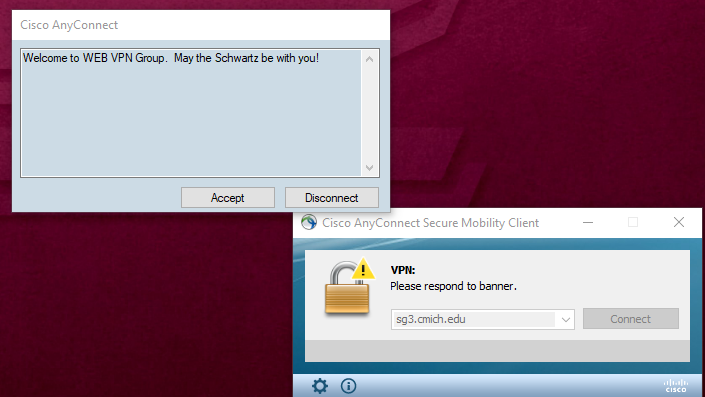 Cisco AnyConnect
Welcome to WEB VPN Group.  May the Schwartz be with you!
Accept
Disconnect
Cisco AnyConnect Secure Mobility Client
VPN:
Please respond to banner.
sg3.cmich.edu
Connect
CISCO